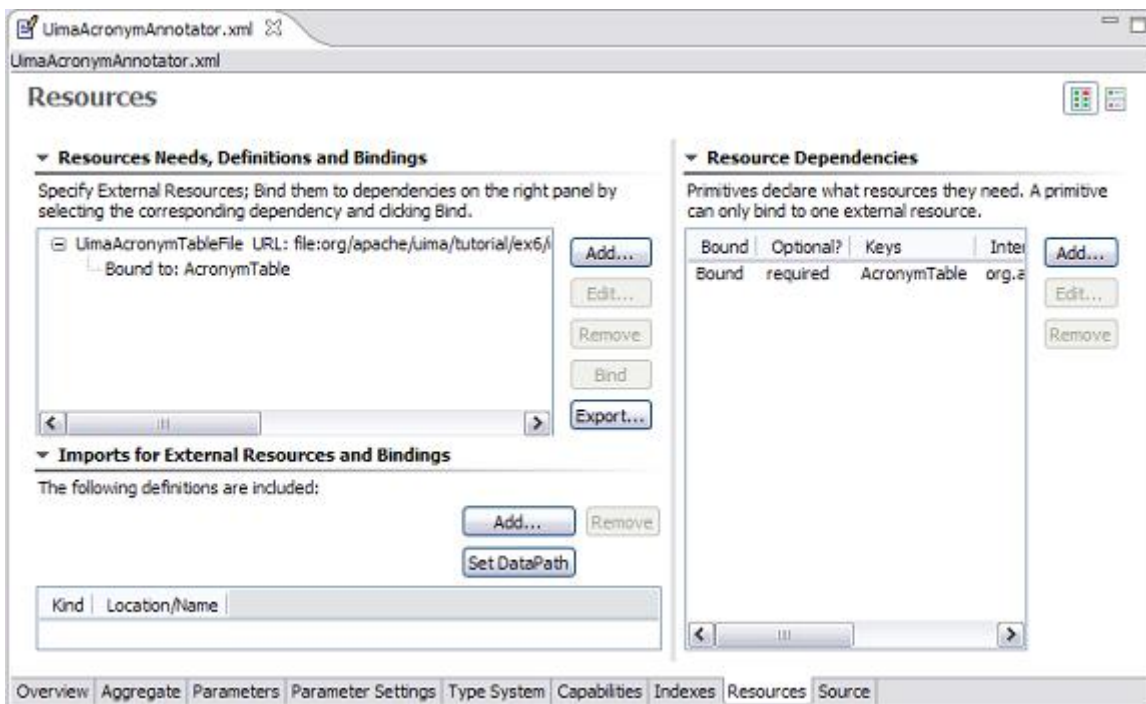 UimaAcronymAnnotator.xml
UimaAcronymAnnotator.xml
Resources
Resources Needs, Definitions and Bindings
Specify External Resources; Bind them to dependencies on the right panel by
selecting the corresponding dependency and clicking Bind.
UimaAcronymTableFile URL: file:org/apache/uima/tutorial/ex6/
Bound to: AcronymTable
Add...
Edit...
Remove
Bind
Export...
Imports for External Resources and Bindings
The following definitions are included:
Add... Remove
Set DataPath
Kind Location/Name
Resource Dependencies
Primitives declare what resources they need. A primitive
can only bind to one external resource.
Bound Optional? Keys Inter
Bound required AcronymTable org.a
Add...
Edit...
Remove
Overview Aggregate Parameters Parameter Settings Type System Capabilities Indexes Resources Source